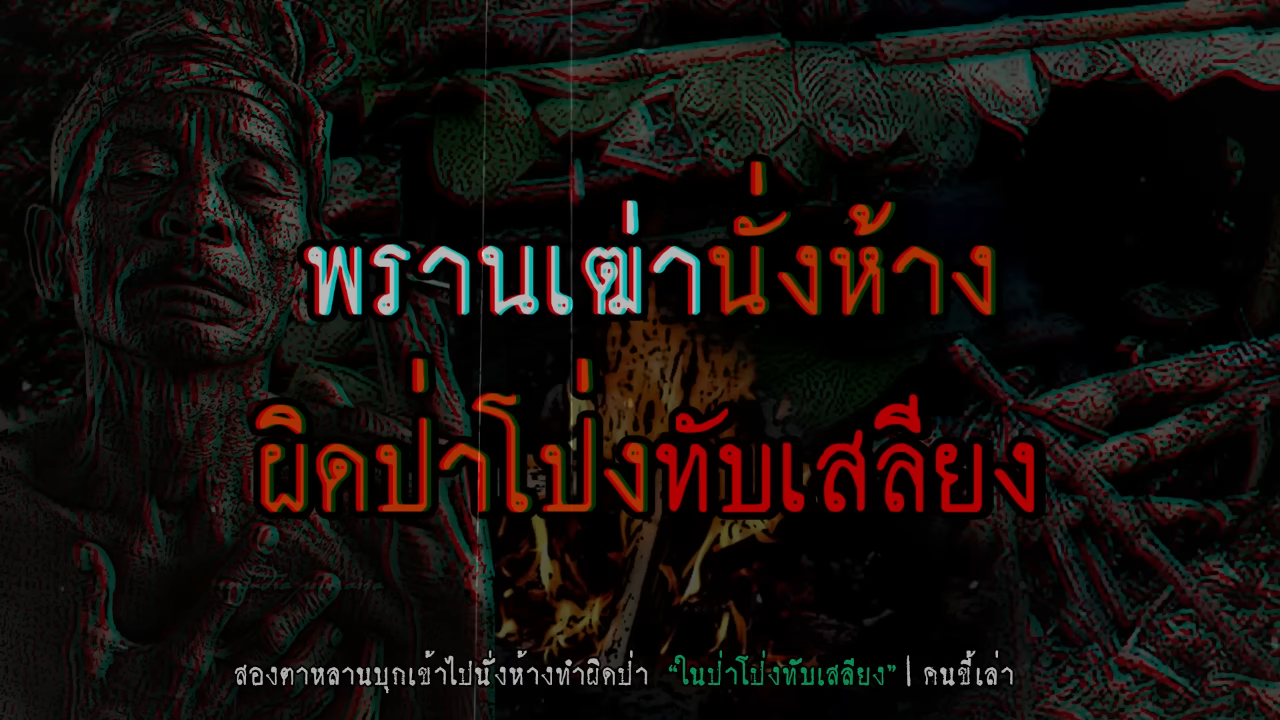 พรานเฒ่านั่งห้าง
ผิดป่าโป่งทับเสลียง
สองตาหลานบุกเข้าไปนั่งห้างทำผิดป่า “ในป่าโป่งทับเสลียง” | คนขี้เล่า